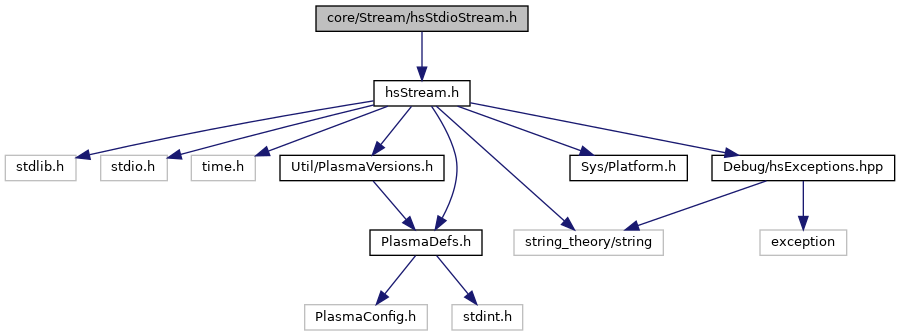 core/Stream/hsStdioStream.h
hsStream.h
stdlib.h
stdio.h
time.h
Util/PlasmaVersions.h
Sys/Platform.h
Debug/hsExceptions.hpp
PlasmaDefs.h
string_theory/string
exception
PlasmaConfig.h
stdint.h